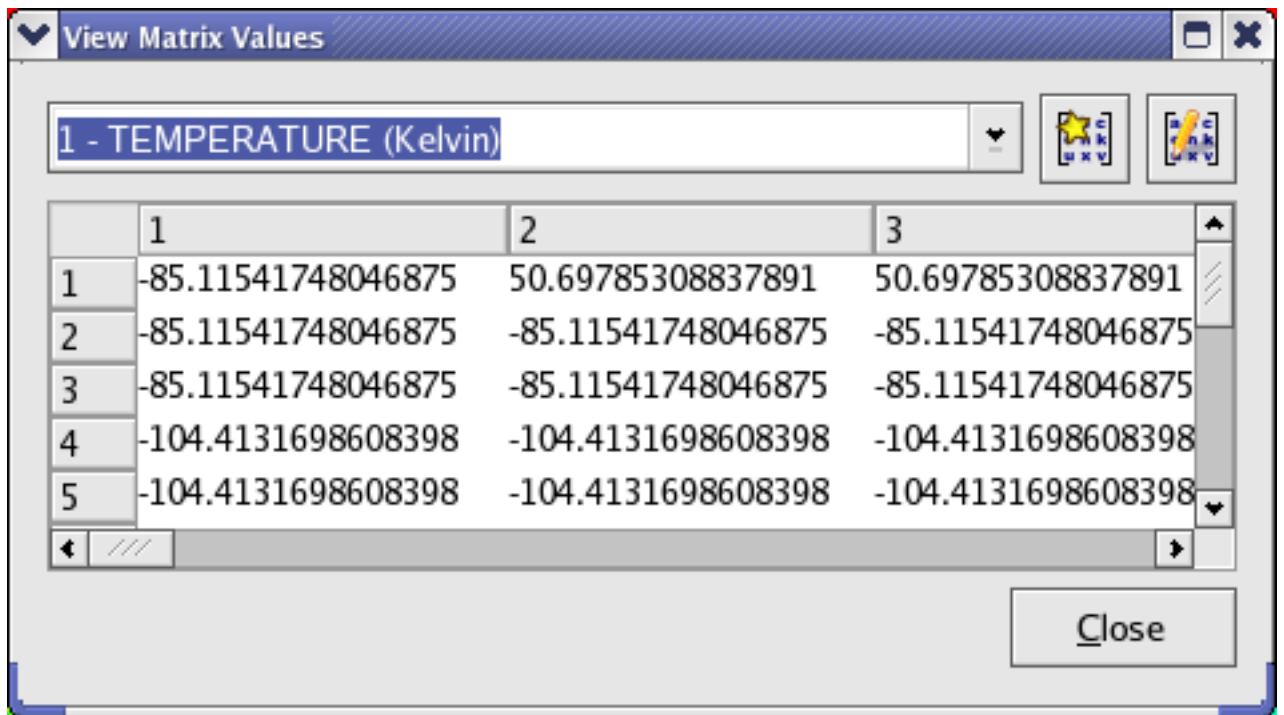 View Matrix Values
1 - TEMPERATURE (Kelvin)
1 2 3
1 -85.11541748046875 50.69785308837891 50.69785308837891
2 -85.11541748046875 -85.11541748046875 -85.11541748046875
3 -85.11541748046875 -85.11541748046875 -85.11541748046875
4 -104.4131698608398 -104.4131698608398 -104.4131698608398
5 -104.4131698608398 -104.4131698608398 -104.4131698608398
Close